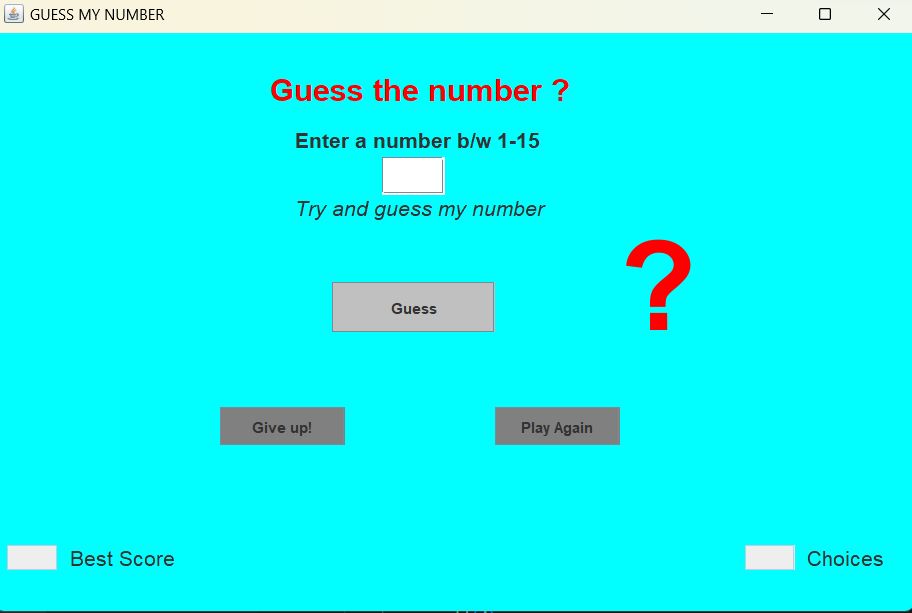 GUESS MY NUMBER
Guess the number ?
Enter a number b/w 1-15
Try and guess my number
?
Guess
Give up!
Play Again
Best Score
Choices